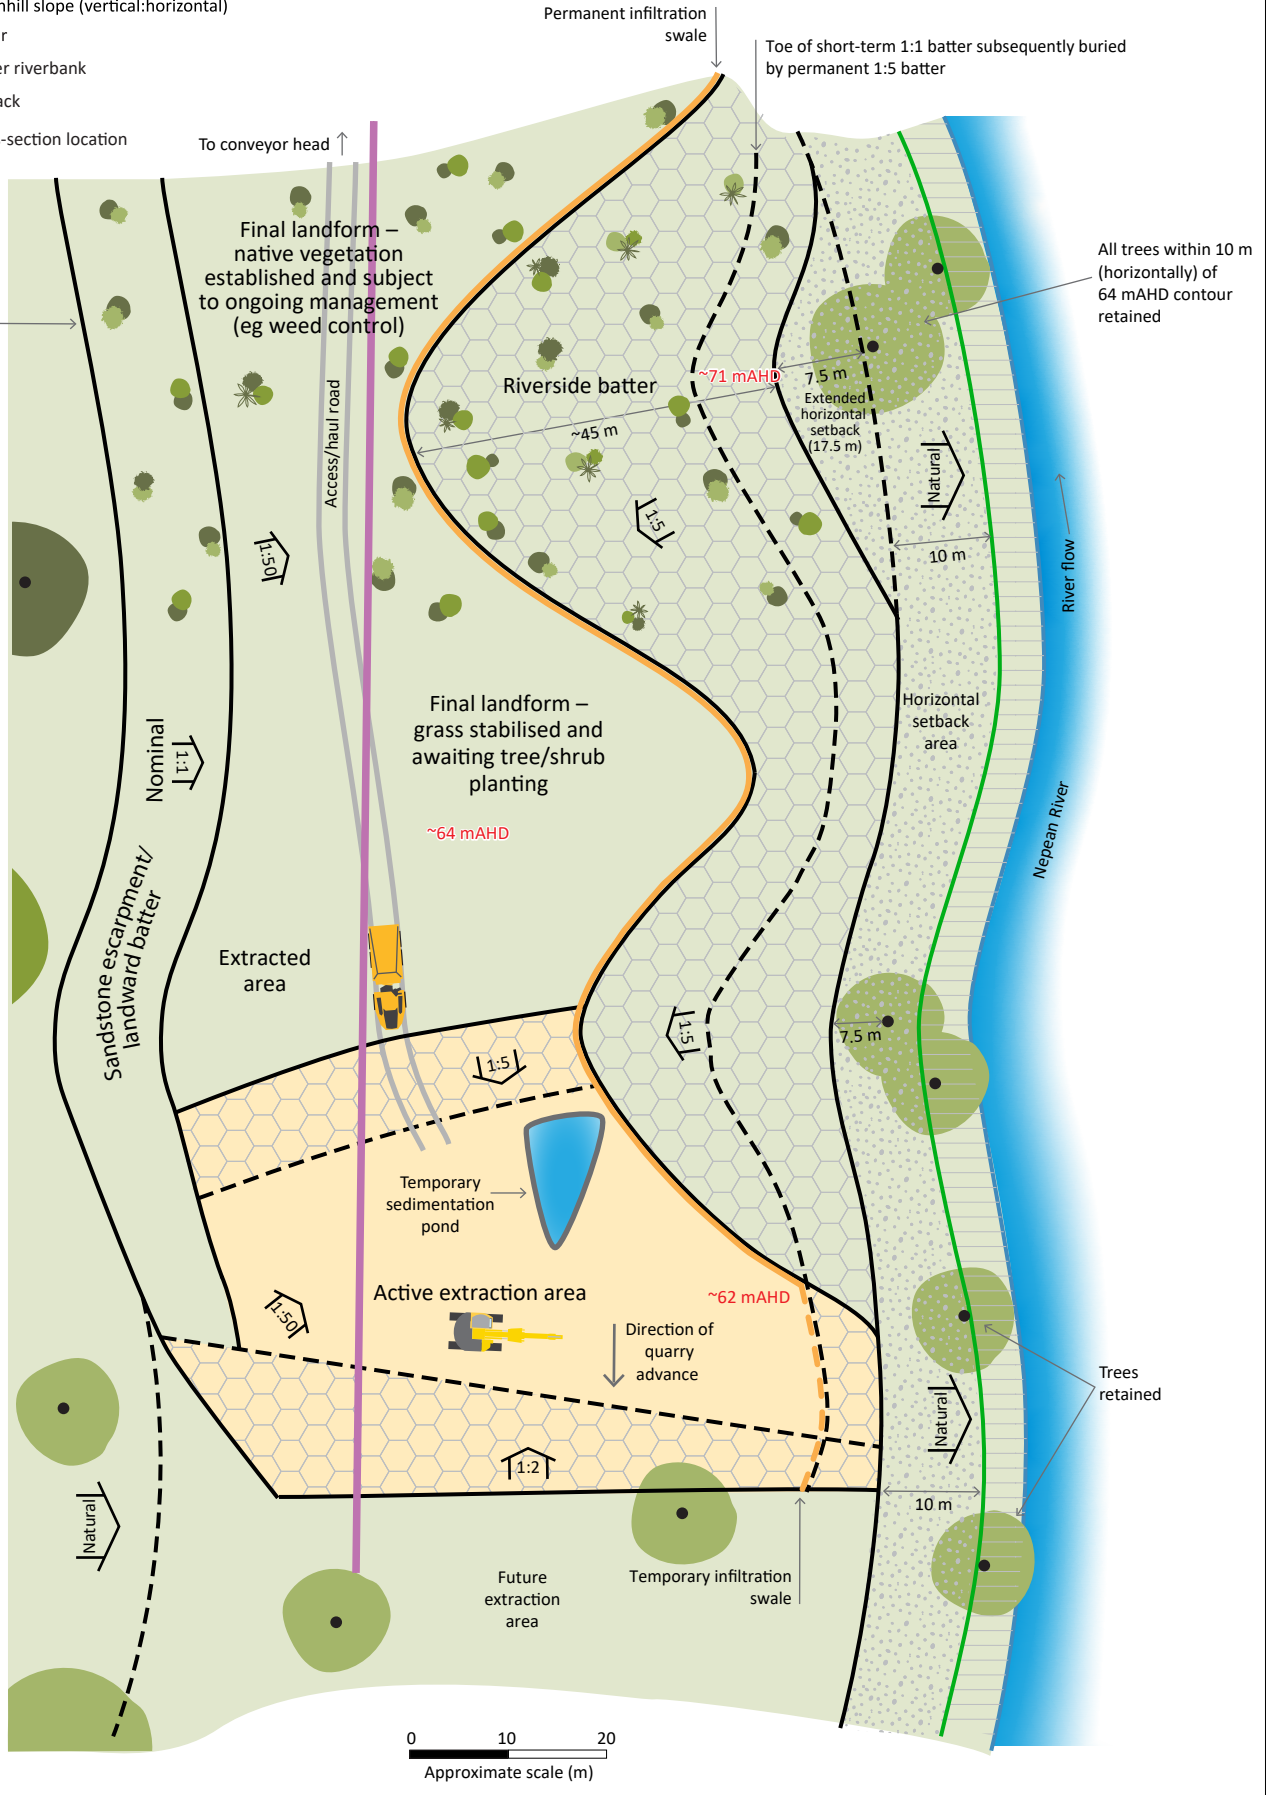 nhill slope (vertical:horizontal)
er riverbank
-section location
Permanent infiltration
swale
Toe of short-term 1:1 batter subsequently buried
by permanent 1:5 batter
To conveyor head
Final landform –
native vegetation
established and subject
to ongoing management
(eg weed control)
All trees within 10 m
(horizontally) of
64 mAHD contour
retained
Riverside batter
~71 mAHD
7.5 m
Extended
horizontal
setback
(17.5 m)
~45 m
Access/haul road
Natural
1:5
1:50
10 m
River flow
Final landform –
grass stabilised and
awaiting tree/shrub
planting
Horizontal
setback
area
Nominal
1:1
~64 mAHD
Nepean River
Sandstone escarpment/
landward batter
Extracted
area
1:5
1:5
7.5 m
Temporary
sedimentation
pond
Active extraction area
~62 mAHD
1:50
Direction of
quarry
advance
Trees
retained
Natural
1:2
10 m
Natural
Future
extraction
area
Temporary infiltration
swale
0 10 20
Approximate scale (m)